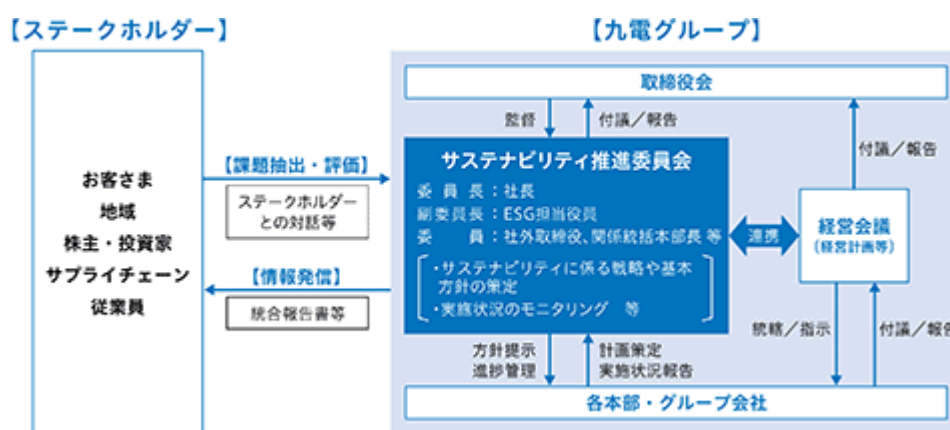 【ステークホルダー】
お客さま
地域
株主・投資家
サプライチェーン
従業員
【課題抽出・評価】
ステークホルダー
との対話等
【情報発信】
統合報告書等
【九電グループ】
取締役会
監督
付議／報告
付議／報告
サステナビリティ推進委員会
委員長：社長
副委員長：ESG担当役員
委員：社外取締役、関係統括本部長 等
・サステナビリティに係る戦略や基本
方針の策定
・実施状況のモニタリング 等
連携
経営会議
（経営計画等）
方針提示
進捗管理
計画策定
実施状況報告
統轄／指示
付議／報告
各本部・グループ会社